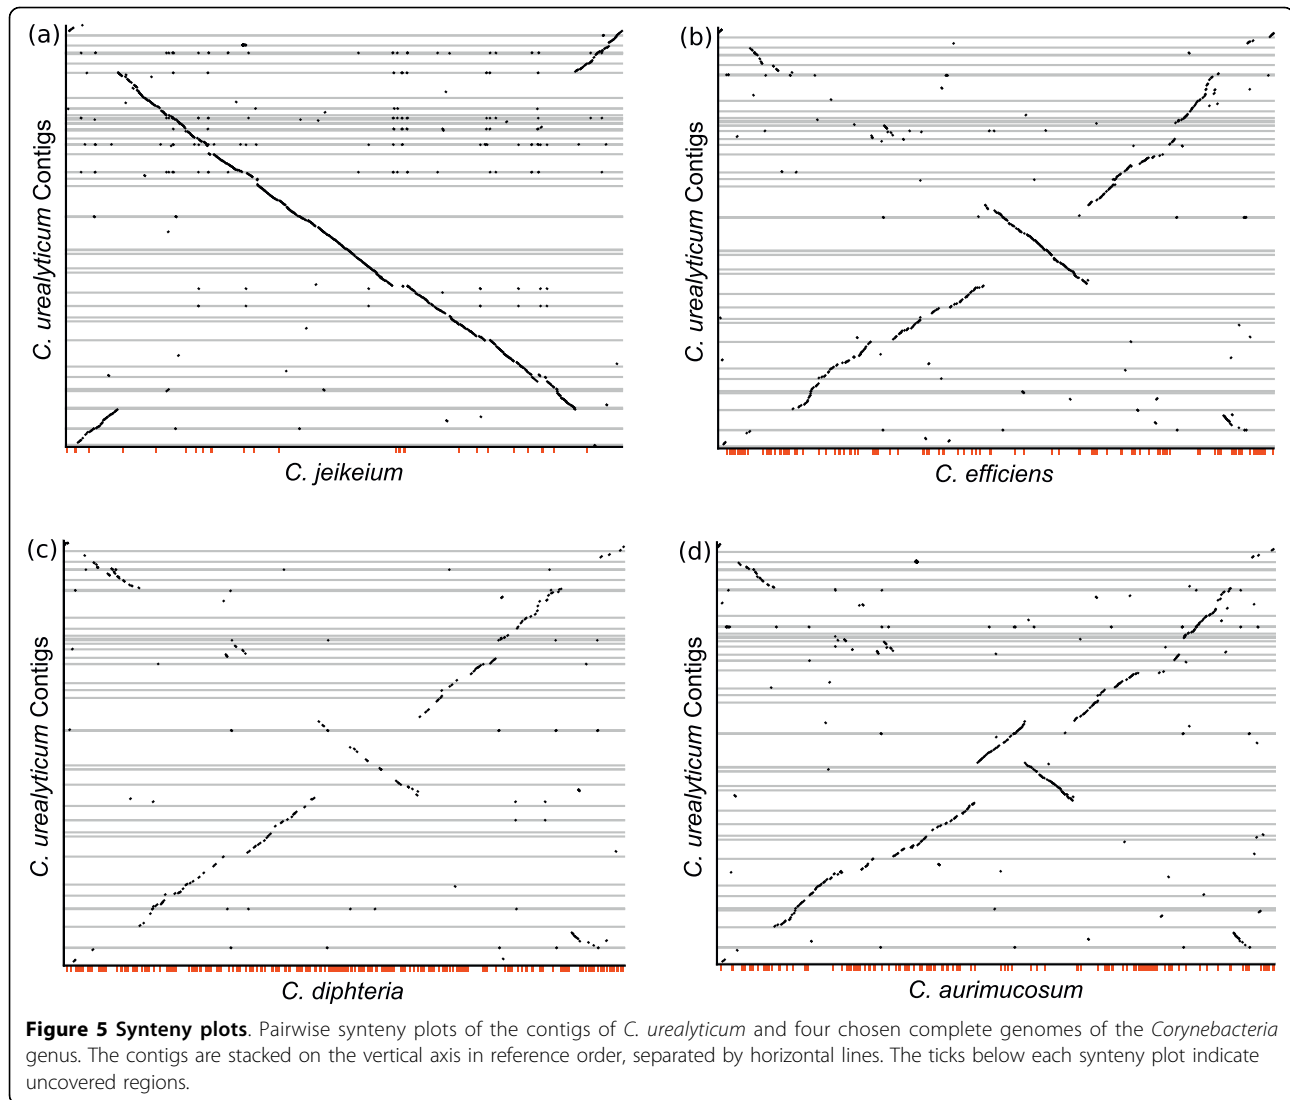 (a)
C. urealyticum Contigs
C. jeikeium
(b)
C. urealyticum Contigs
C. efficiens
(c)
C. urealyticum Contigs
C. diphteria
(d)
C. urealyticum Contigs
C. aurimucosum
Figure 5 Synteny plots. Pairwise synteny plots of the contigs of C. urealyticum and four chosen complete genomes of the Corynebacteria
genus. The contigs are stacked on the vertical axis in reference order, separated by horizontal lines. The ticks below each synteny plot indicate
uncovered regions.